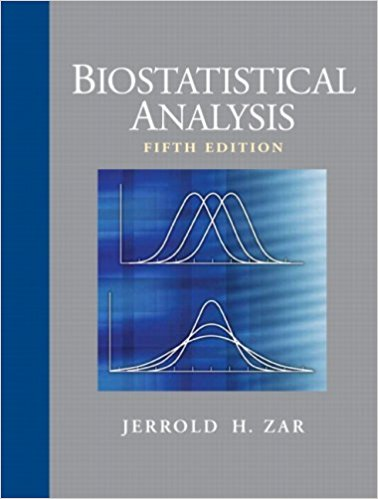 BIOSTATISTICAL
ANALYSIS
FIFTH EDITION
JERROLD H. ZAR